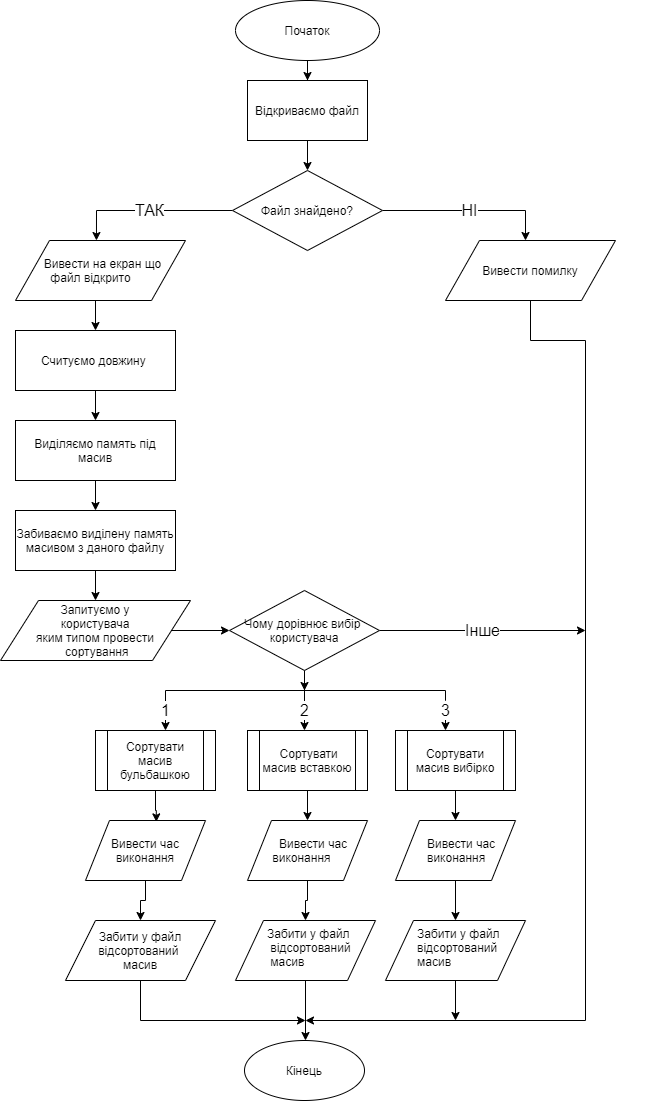 Початок
Відкриваємо файл
Файл знайдено?
ТАК
НІ
Вивести на екран що
файл відкрито
Вивести помилку
Считуємо довжину
Виділяємо память під
масив
Забиваємо виділену память
масивом з даного файлу
Запитуємо у
користувача
яким типом провести
сортування
Чому дорівнює вибір
користувача
Інше
1
2
3
Сортувати
масив
бульбашкою
Сортувати
масив вставкою
Сортувати
масив вибірко
Вивести час
виконання
Вивести час
виконання
Вивести час
виконання
Забити у файл
відсортований
масив
Забити у файл
відсортований
масив
Забити у файл
відсортований
масив
Кінець